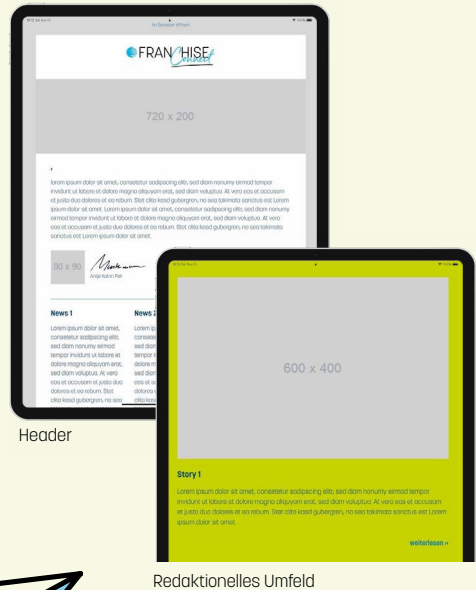 Im Browser öffnen
FRANCHISE
Connect
720 x 200
,
lorem ipsum dolor sit amet, consetetur sadipscing elitr, sed diam nonumy eirmod tempor
invidunt ut labore et dolore magna aliquyam erat, sed diam voluptua. At vero eos et accusam
et justo duo dolores et ea rebum. Stet clita kasd gubergren, no sea takimata sanctus est Lorem
ipsum dolor sit amet. Lorem ipsum dolor sit amet, consetetur sadipscing elitr, sed diam nonumy
eirmod tempor invidunt ut labore et dolore magna aliquyam erat, sed diam voluptua. At vero
eos et accusam et justo duo dolores et ea rebum. Stet clita kasd gubergren, no sea takimata
sanctus est Lorem ipsum dolor sit amet.
90 x 90
News 1
Lorem ipsum dolor sit amet,
consetetur sadipscing elitr,
sed diam nonumy eirmod
tempor invidunt ut labore et
dolore magna aliquyam erat,
sed diam voluptua. At vero
eos et accusam et justo duo
dolores et ea rebum. Stet
clita kasd gubergren, no sea
News 2
Header
600 x 400
Story 1
Lorem ipsum dolor sit amet, consetetur sadipscing elitr, sed diam nonumy eirmod tempor
invidunt ut labore et dolore magna aliquyam erat, sed diam voluptua. At vero eos et accusam
et justo duo dolores et ea rebum. Stet clita kasd gubergren, no sea takimata sanctus est Lorem
ipsum dolor sit amet.
weiterlesen »
Redaktionelles Umfeld